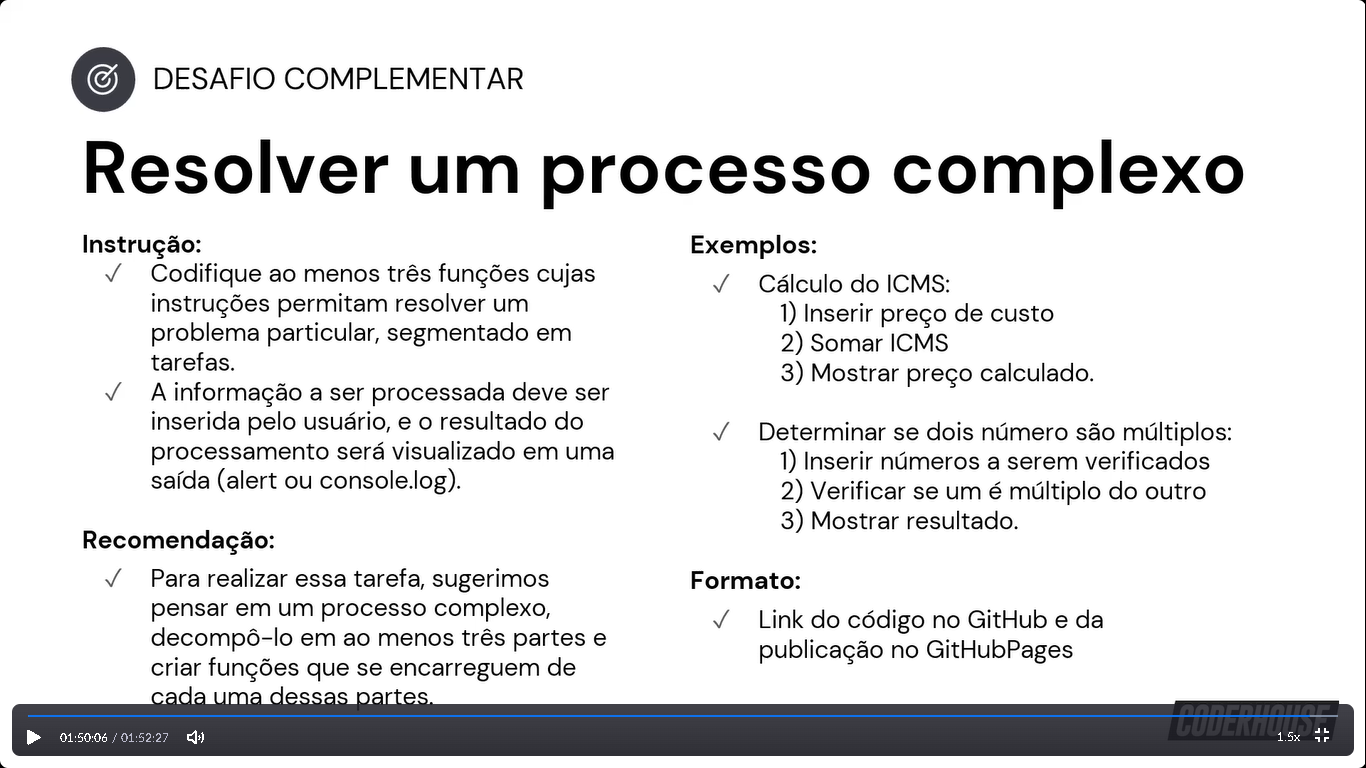 DESAFIO COMPLEMENTAR
Resolver um processo complexo
Instrução:
✓ Codifique ao menos três funções cujas
instruções permitam resolver um
problema particular, segmentado em
tarefas.
✓ A informação a ser processada deve ser
inserida pelo usuário, e o resultado do
processamento será visualizado em uma
saída (alert ou console.log).
Recomendação:
✓ Para realizar essa tarefa, sugerimos
pensar em um processo complexo,
decompô-lo em ao menos três partes e
criar funções que se encarreguem de
cada uma dessas partes.
Exemplos:
✓ Cálculo do ICMS:
1) Inserir preço de custo
2) Somar ICMS
3) Mostrar preço calculado.
✓ Determinar se dois número são múltiplos:
1) Inserir números a serem verificados
2) Verificar se um é múltiplo do outro
3) Mostrar resultado.
Formato:
✓ Link do código no GitHub e da
publicação no GitHubPages
CODERHOUSE
01:50:06 / 01:52:27
1.5x